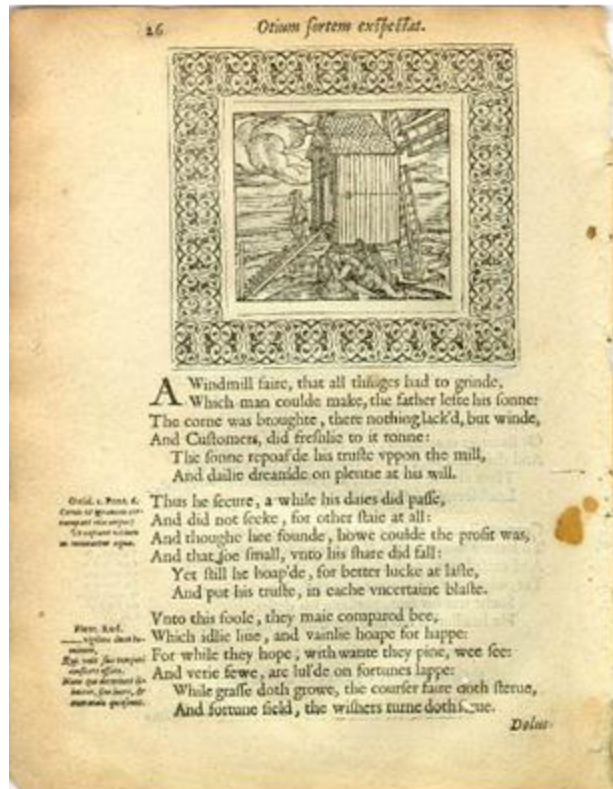 26
Otium sortem exſpectat.
A Windmill faire, that all thinges had to grinde,
Which man coulde make, the father lefte his ſonne:
The corne was broughte, there nothing lack'd, but winde,
And Cuſtomers, did freſhlie to it ronne:
The ſonne repoaſ'de his truſte vppon the mill,
And dailie dream'de on plentie at his will.
Ouid. 1. Pont. 6.
Thus he ſecure, a while his daies did paſſe,
And did not ſeeke, for other ſtaie at all:
And thoughe hee founde, howe coulde the profit was,
And that ſoe ſmall, vnto his ſhare did fall:
Yet ſtill he hoap'de, for better lucke at laſte,
And put his truſte, in eache vncertaine blaſte.
Plaut. Rud.
Vnto this foole, they maie compared bee,
Which idlie liue, and vainlie hoape for happe:
For while they hope, with wante they pine, wee ſee:
And verie fewe, are lul'de on fortunes lappe:
While graſſe doth growe, the courſer faire doth ſterue,
And fortune field, the wiſhers turne doth ſerue.
Dolus